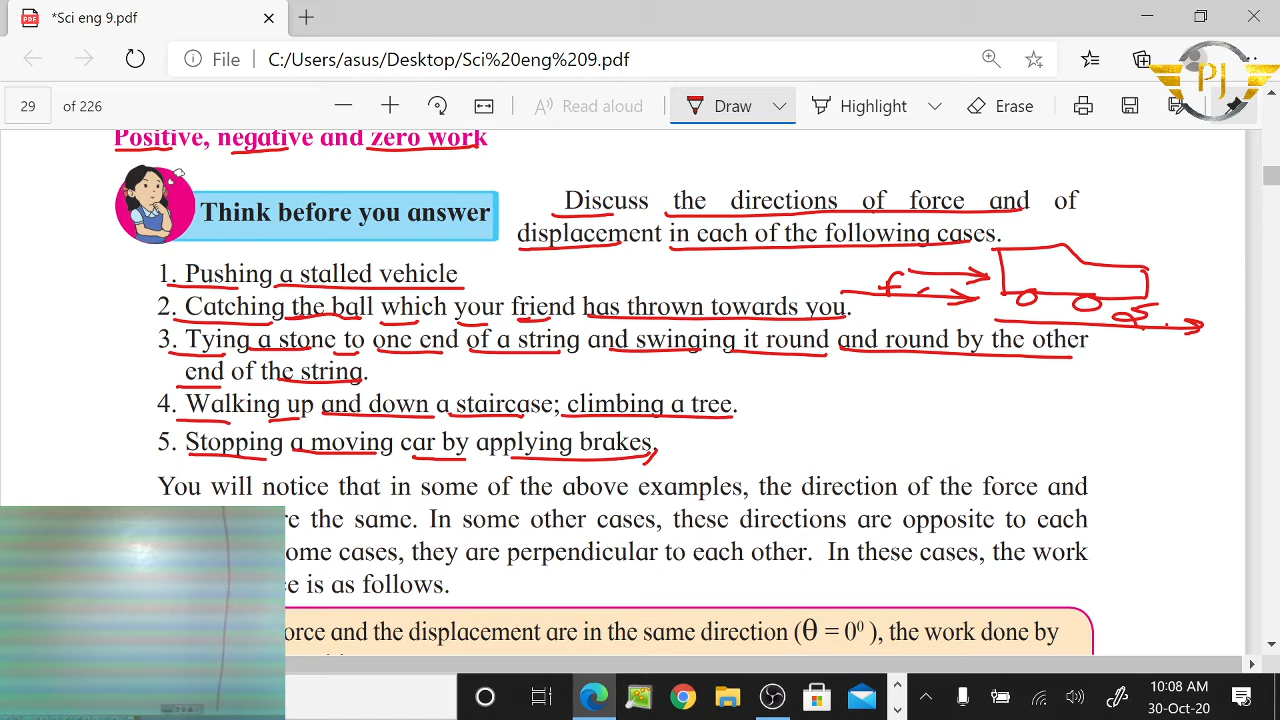 *Sci eng 9.pdf
File C:/Users/asus/Desktop/Sci%20eng%209.pdf
PJ
29 of 226 Read aloud Draw Highlight Erase
Positive, negative and zero work
Think before you answer
Discuss the directions of force and of
displacement in each of the following cases.
1. Pushing a stalled vehicle
2. Catching the ball which your friend has thrown towards you.
3. Tying a stone to one end of a string and swinging it round and round by the other
end of the string.
4. Walking up and down a staircase; climbing a tree.
5. Stopping a moving car by applying brakes.
You will notice that in some of the above examples, the direction of the force and
the same. In some other cases, these directions are opposite to each
cases, they are perpendicular to each other. In these cases, the work
is as follows.
and the displacement are in the same direction (θ = 0⁰ ), the work done by
10:08 AM
30-Oct-20